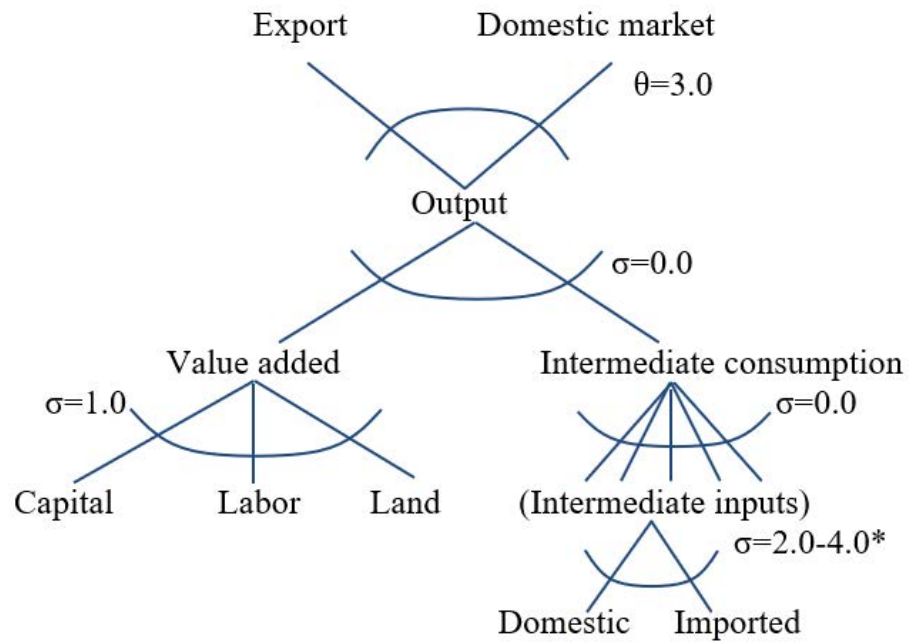 Export Domestic market
θ=3.0
Output
σ=0.0
Value added Intermediate consumption
σ=1.0 σ=0.0
Capital Labor Land (Intermediate inputs)
σ=2.0-4.0*
Domestic Imported